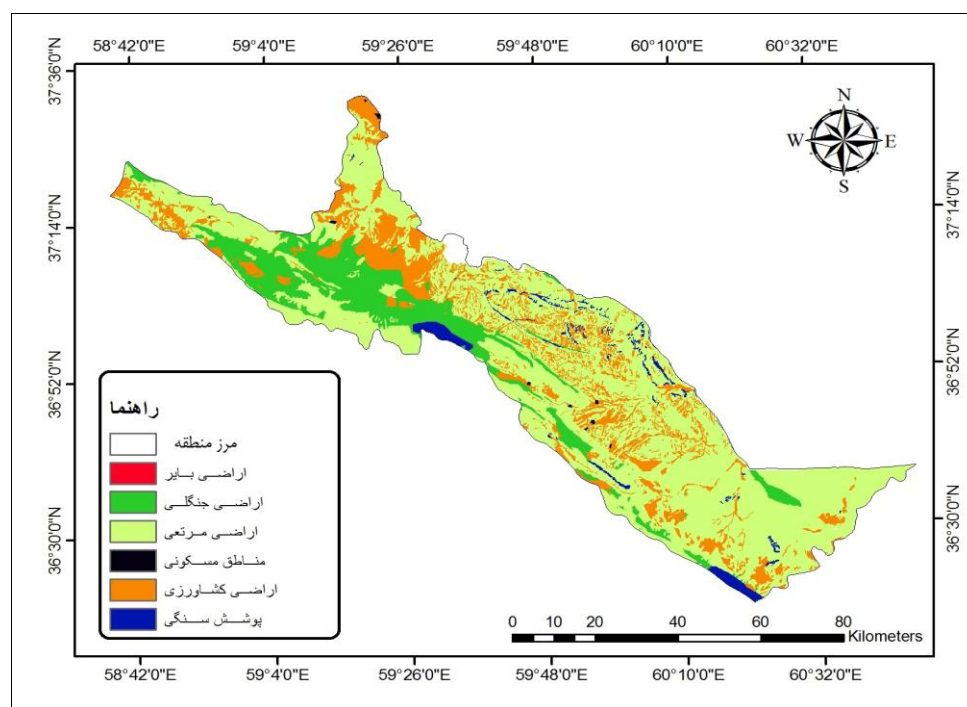 58°42'0"E 59°4'0"E 59°26'0"E 59°48'0"E 60°10'0"E 60°32'0"E
37°36'0"N
37°14'0"N
36°52'0"N
36°30'0"N
37°14'0"N
36°52'0"N
36°30'0"N
N
W E
S
راهنما
مرز منطقه
اراضی بایر
اراضی جنگلی
اراضی مرتعی
مناطق مسکونی
اراضی کشاورزی
پوشش سنگی
0 10 20 40 60 80
Kilometers
58°42'0"E 59°4'0"E 59°26'0"E 59°48'0"E 60°10'0"E 60°32'0"E